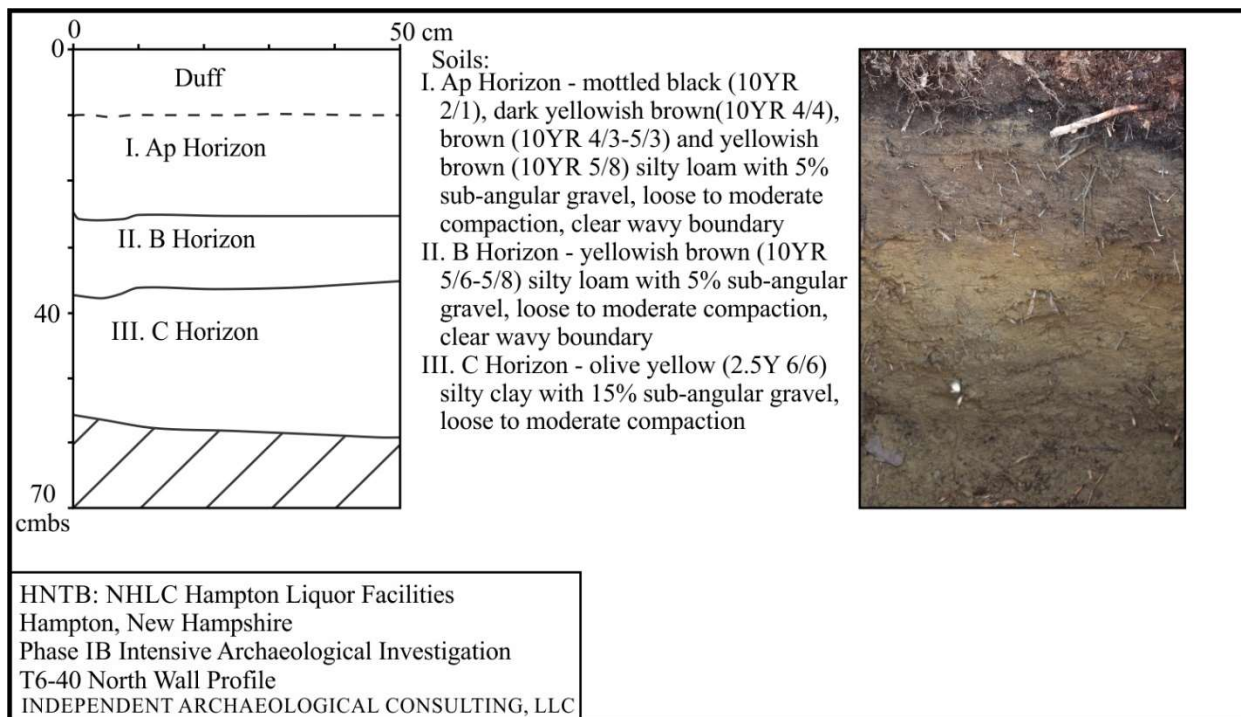 0
50 cm
0
Duff
I. Ap Horizon
II. B Horizon
40
III. C Horizon
70
cmbs
Soils:
I. Ap Horizon - mottled black (10YR
2/1), dark yellowish brown(10YR 4/4),
brown (10YR 4/3-5/3) and yellowish
brown (10YR 5/8) silty loam with 5%
sub-angular gravel, loose to moderate
compaction, clear wavy boundary
II. B Horizon - yellowish brown (10YR
5/6-5/8) silty loam with 5% sub-angular
gravel, loose to moderate compaction,
clear wavy boundary
III. C Horizon - olive yellow (2.5Y 6/6)
silty clay with 15% sub-angular gravel,
loose to moderate compaction
HNTB: NHLC Hampton Liquor Facilities
Hampton, New Hampshire
Phase IB Intensive Archaeological Investigation
T6-40 North Wall Profile
INDEPENDENT ARCHAEOLOGICAL CONSULTING, LLC